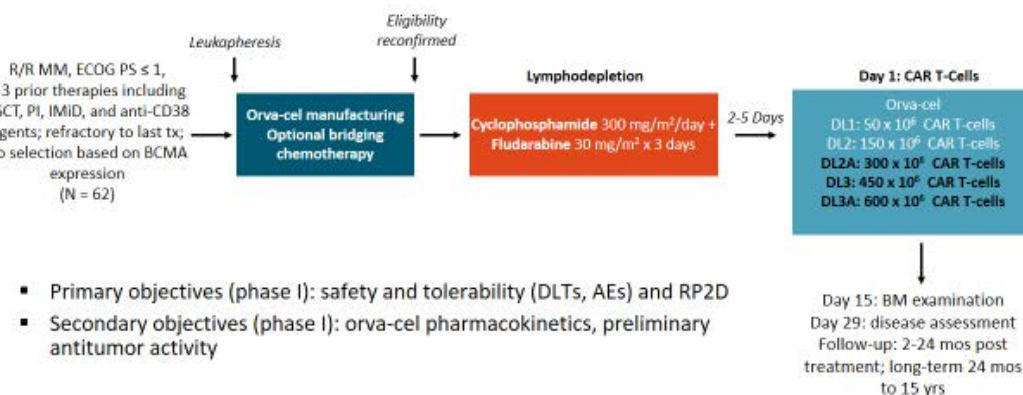 Leukapheresis
Eligibility
reconfirmed
R/R MM, ECOG PS ≤ 1,
3 prior therapies including
SCT, PI, IMiD, and anti-CD38
gents; refractory to last tx;
o selection based on BCMA
expression
(N = 62)
Orva-cel manufacturing
Optional bridging
chemotherapy
Lymphodepletion
Cyclophosphamide 300 mg/m²/day +
Fludarabine 30 mg/m² x 3 days
2-5 Days
Day 1: CAR T-Cells
Orva-cel
DL1: 50 x 10⁶ CAR T-cells
DL2: 150 x 10⁶ CAR T-cells
DL2A: 300 x 10⁶ CAR T-cells
DL3: 450 x 10⁶ CAR T-cells
DL3A: 600 x 10⁶ CAR T-cells
Day 15: BM examination
Day 29: disease assessment
Follow-up: 2-24 mos post
treatment; long-term 24 mos
to 15 yrs
▪ Primary objectives (phase I): safety and tolerability (DLTs, AEs) and RP2D
▪ Secondary objectives (phase I): orva-cel pharmacokinetics, preliminary
antitumor activity